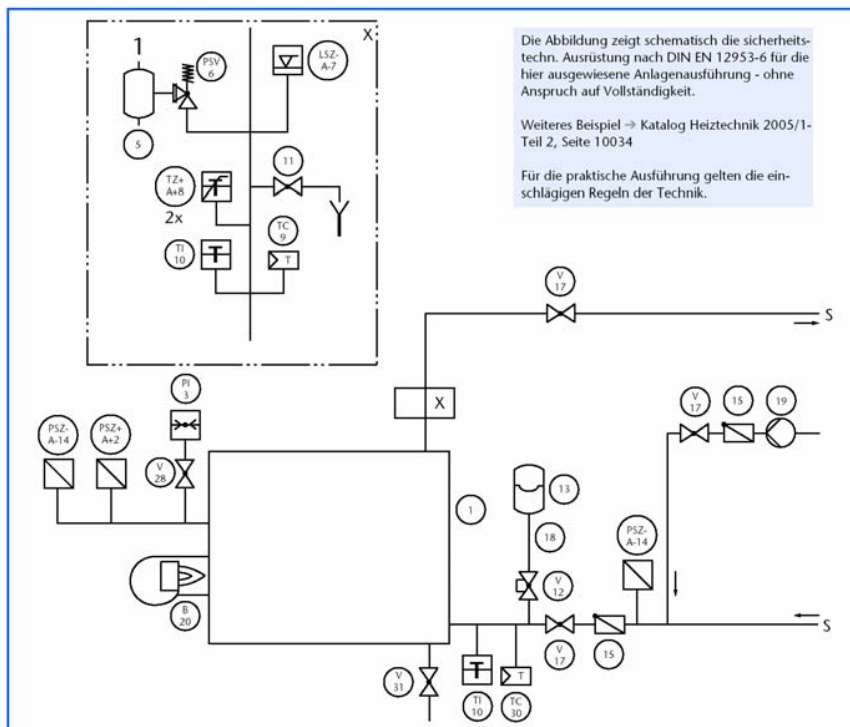 X
1
PSV
6
LSZ-
A-7
5
11
TZ+
A+8
2x
TI
10
TC
9
T
T
T
Die Abbildung zeigt schematisch die sicherheits-
techn. Ausrüstung nach DIN EN 12953-6 für die
hier ausgewiesene Anlagenausführung - ohne
Anspruch auf Vollständigkeit.
Weiteres Beispiel → Katalog Heiztechnik 2005/1-
Teil 2, Seite 10034
Für die praktische Ausführung gelten die ein-
schlägigen Regeln der Technik.
V
17
S
X
PI
3
PSZ-
A-14
PSZ+
A+2
V
28
V
17
15
19
1
13
18
PSZ-
A-14
V
12
B
20
S
V
17
15
V
31
T
T
TI
10
TC
30